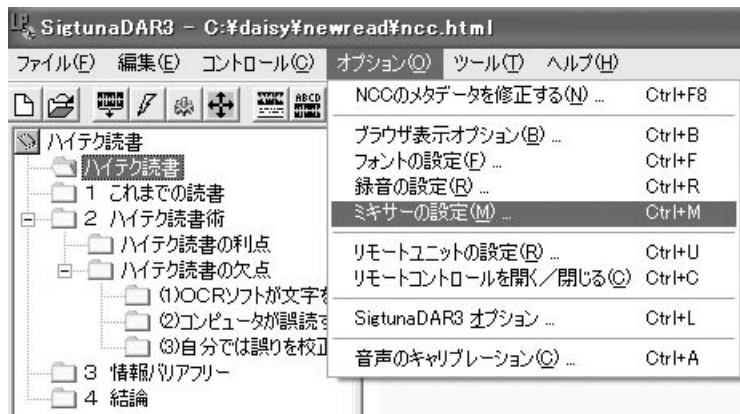 SigtunaDAR3 - C:¥daisy¥newread¥ncc.html
ファイル(F) 編集(E) コントロール(C) オプション(O) ツール(T) ヘルプ(H)
NCCのメタデータを修正する(N) ... Ctrl+F8
ABCD
ハイテク読書
ブラウザ表示オプション(B) ... Ctrl+B
ハイテク読書
フォントの設定(F) ... Ctrl+F
1 これまでの読書
録音の設定(R) ... Ctrl+R
2 ハイテク読書術
ミキサーの設定(M) ... Ctrl+M
ハイテク読書の利点
リモートユニットの設定(R) ... Ctrl+U
ハイテク読書の欠点
リモートコントロールを開く/閉じる(C) Ctrl+C
(1)OCRソフトが文字を
(2)コンピュータが誤読す
SigtunaDAR3 オプション ... Ctrl+L
(3)自分では誤りを校正
音声のキャリブレーション(C) ... Ctrl+A
3 情報バリアフリー
4 結論